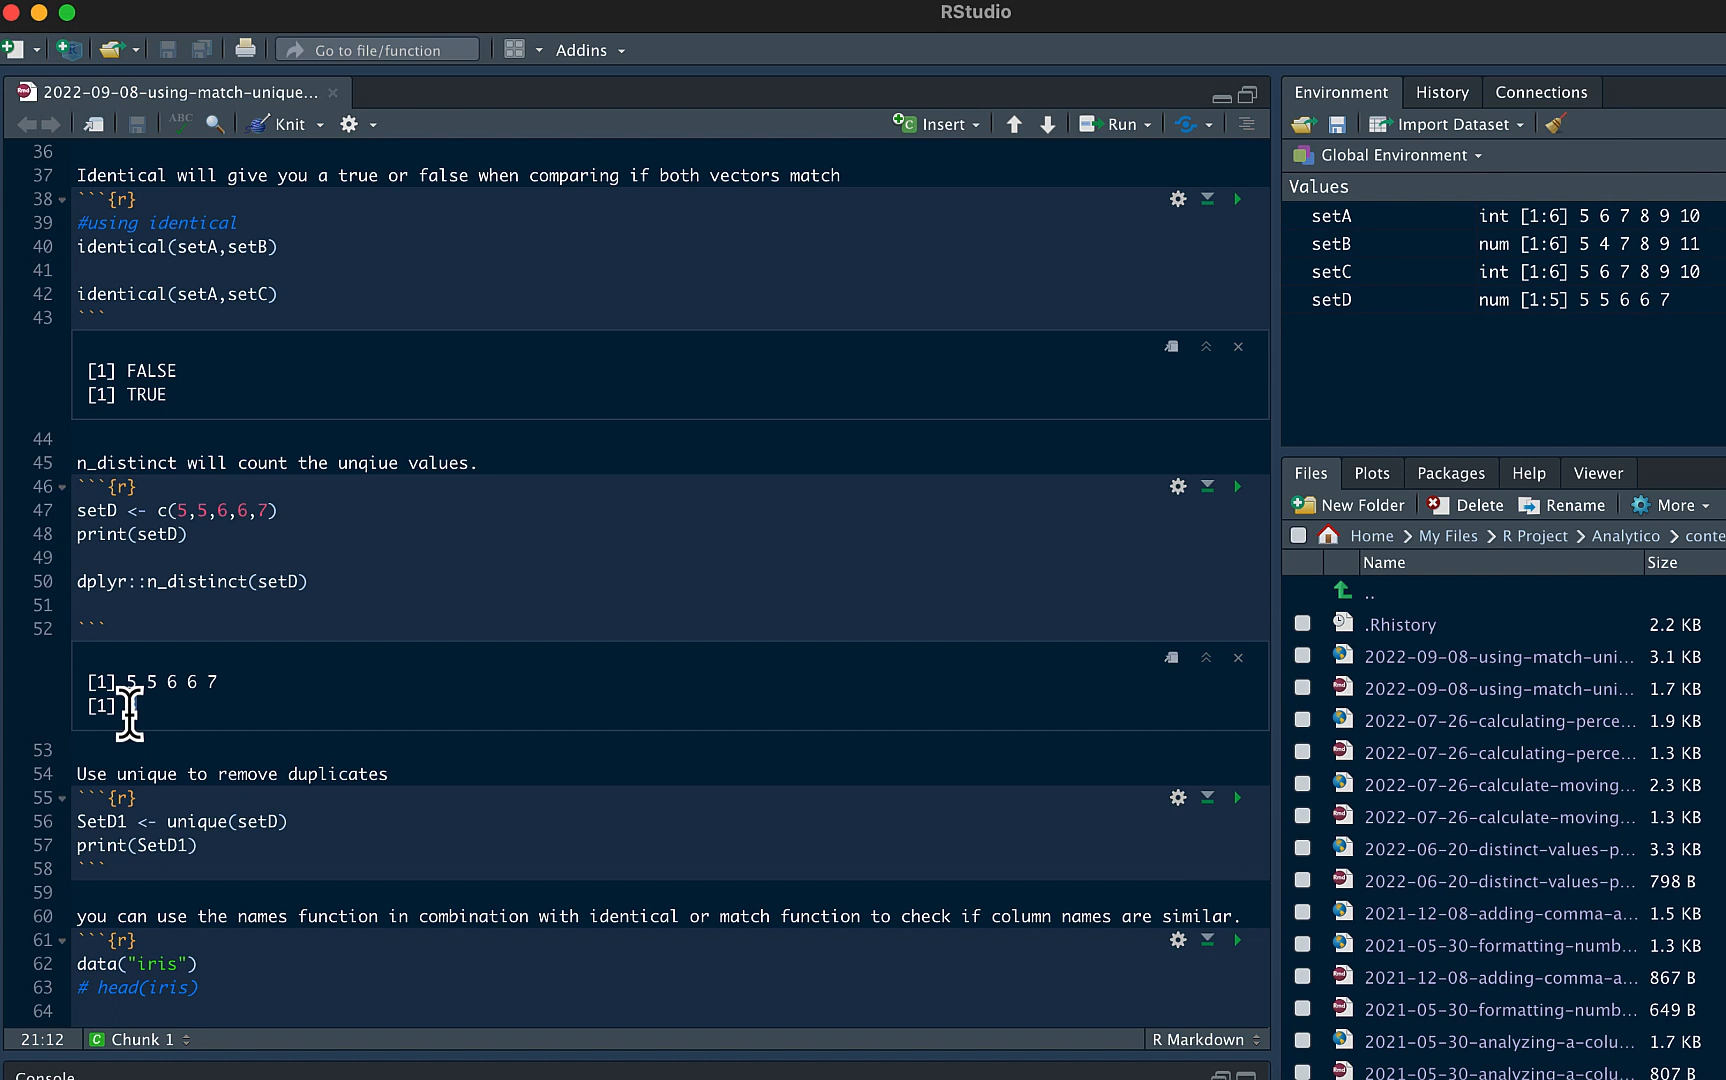 RStudio
Go to file/function
Addins
2022-09-08-using-match-unique...
ABC
Knit
Insert
Run
36
37 Identical will give you a true or false when comparing if both vectors match
38 ```{r}
39 #using identical
40 identical(setA,setB)
41
42 identical(setA,setC)
43 ```
[1] FALSE
[1] TRUE
44
45 n_distinct will count the unqiue values.
46 ```{r}
47 setD <- c(5,5,6,6,7)
48 print(setD)
49
50 dplyr::n_distinct(setD)
51
52 ```
[1] 5 5 6 6 7
[1]
53
54 Use unique to remove duplicates
55 ```{r}
56 SetD1 <- unique(setD)
57 print(SetD1)
58 ```
59
60 you can use the names function in combination with identical or match function to check if column names are similar.
61 ```{r}
62 data("iris")
63 # head(iris)
64
21:12 Chunk 1 R Markdown
Console
Environment History Connections
Import Dataset
Global Environment
Values
setA int [1:6] 5 6 7 8 9 10
setB num [1:6] 5 4 7 8 9 11
setC int [1:6] 5 6 7 8 9 10
setD num [1:5] 5 5 6 6 7
Files Plots Packages Help Viewer
New Folder Delete Rename More
Home My Files R Project Analytico conte
Name Size
..
.Rhistory 2.2 KB
2022-09-08-using-match-uni... 3.1 KB
2022-09-08-using-match-uni... 1.7 KB
2022-07-26-calculating-perce... 1.9 KB
2022-07-26-calculating-perce... 1.3 KB
2022-07-26-calculate-moving... 2.3 KB
2022-07-26-calculate-moving... 1.3 KB
2022-06-20-distinct-values-p... 3.3 KB
2022-06-20-distinct-values-p... 798 B
2021-12-08-adding-comma-a... 1.5 KB
2021-05-30-formatting-numb... 1.3 KB
2021-12-08-adding-comma-a... 867 B
2021-05-30-formatting-numb... 649 B
2021-05-30-analyzing-a-colu... 1.7 KB
2021-05-30-analyzing-a-colu... 807 B